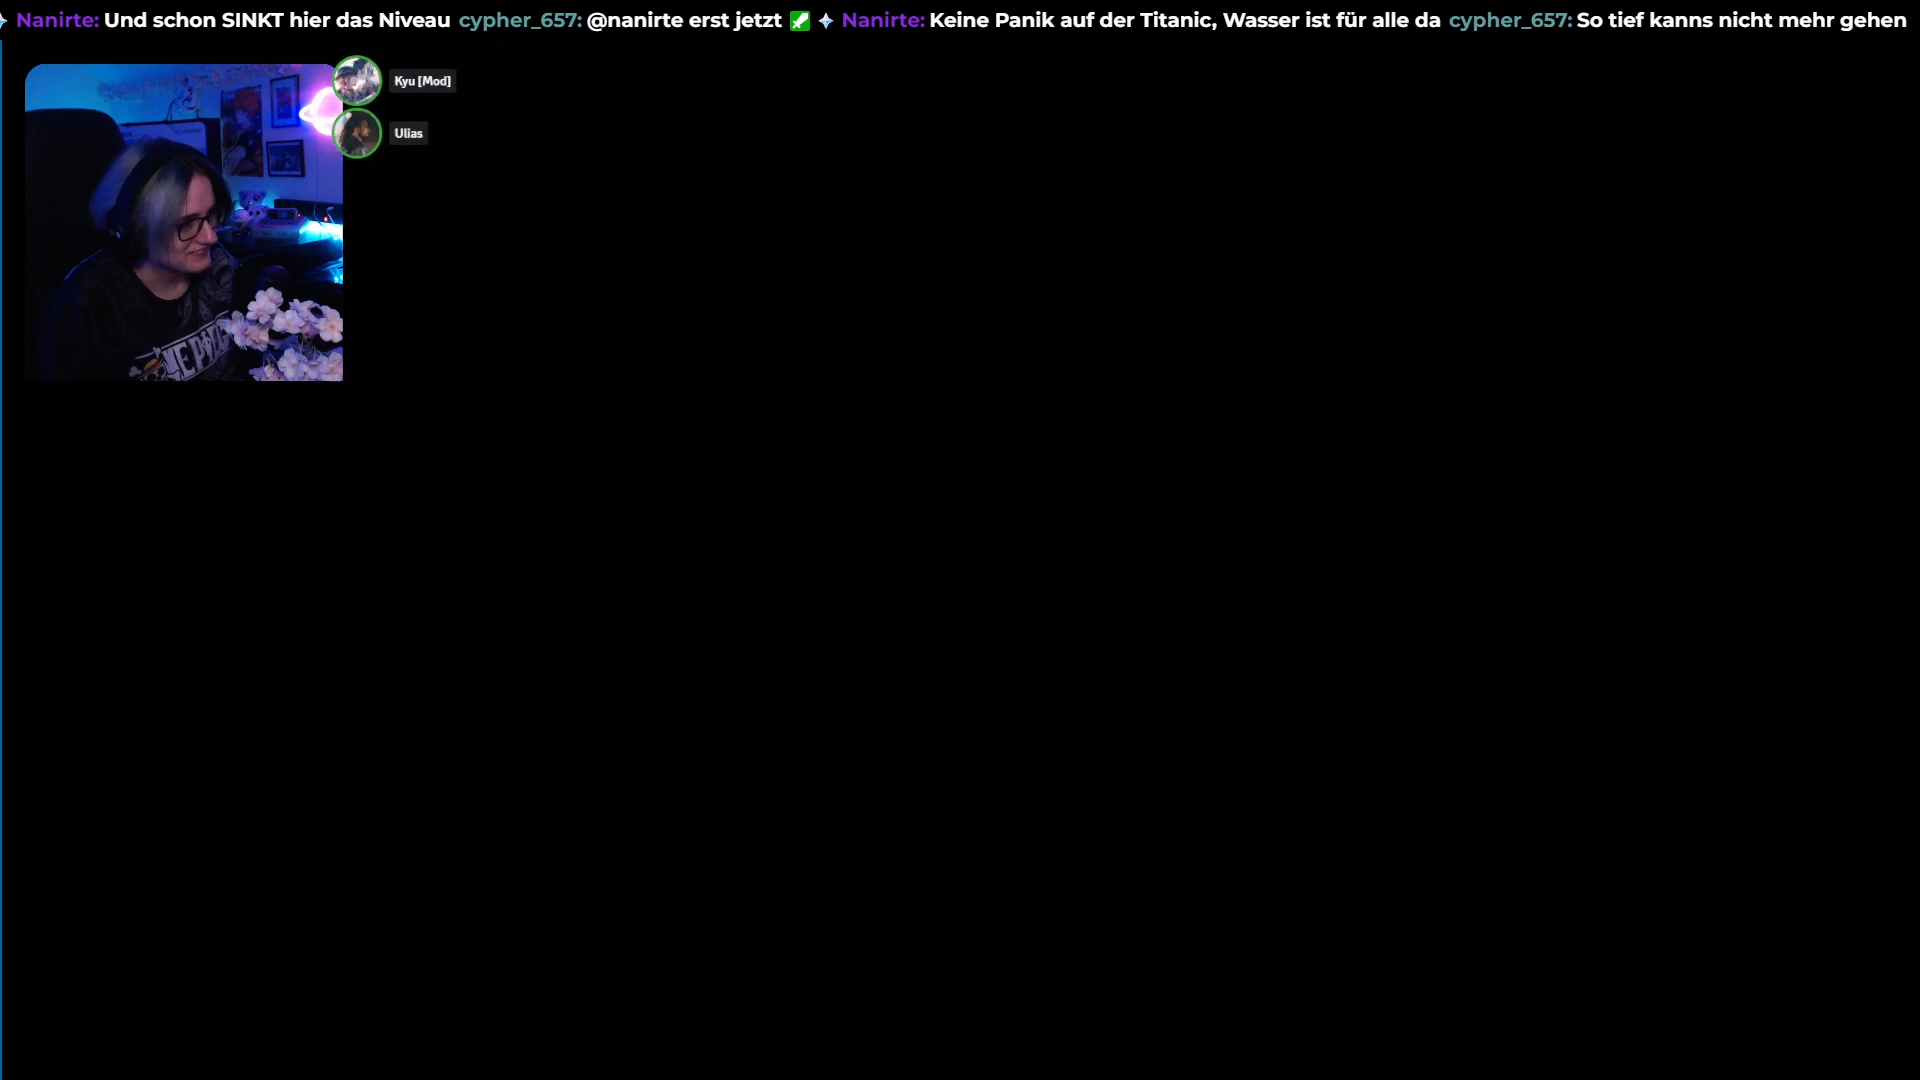 Nanirte: Und schon SINKT hier das Niveau cypher_657: @nanirte erst jetzt Nanirte: Keine Panik auf der Titanic, Wasser ist für alle da cypher_657: So tief kanns nicht mehr gehen
Kyu [Mod]
Ulias